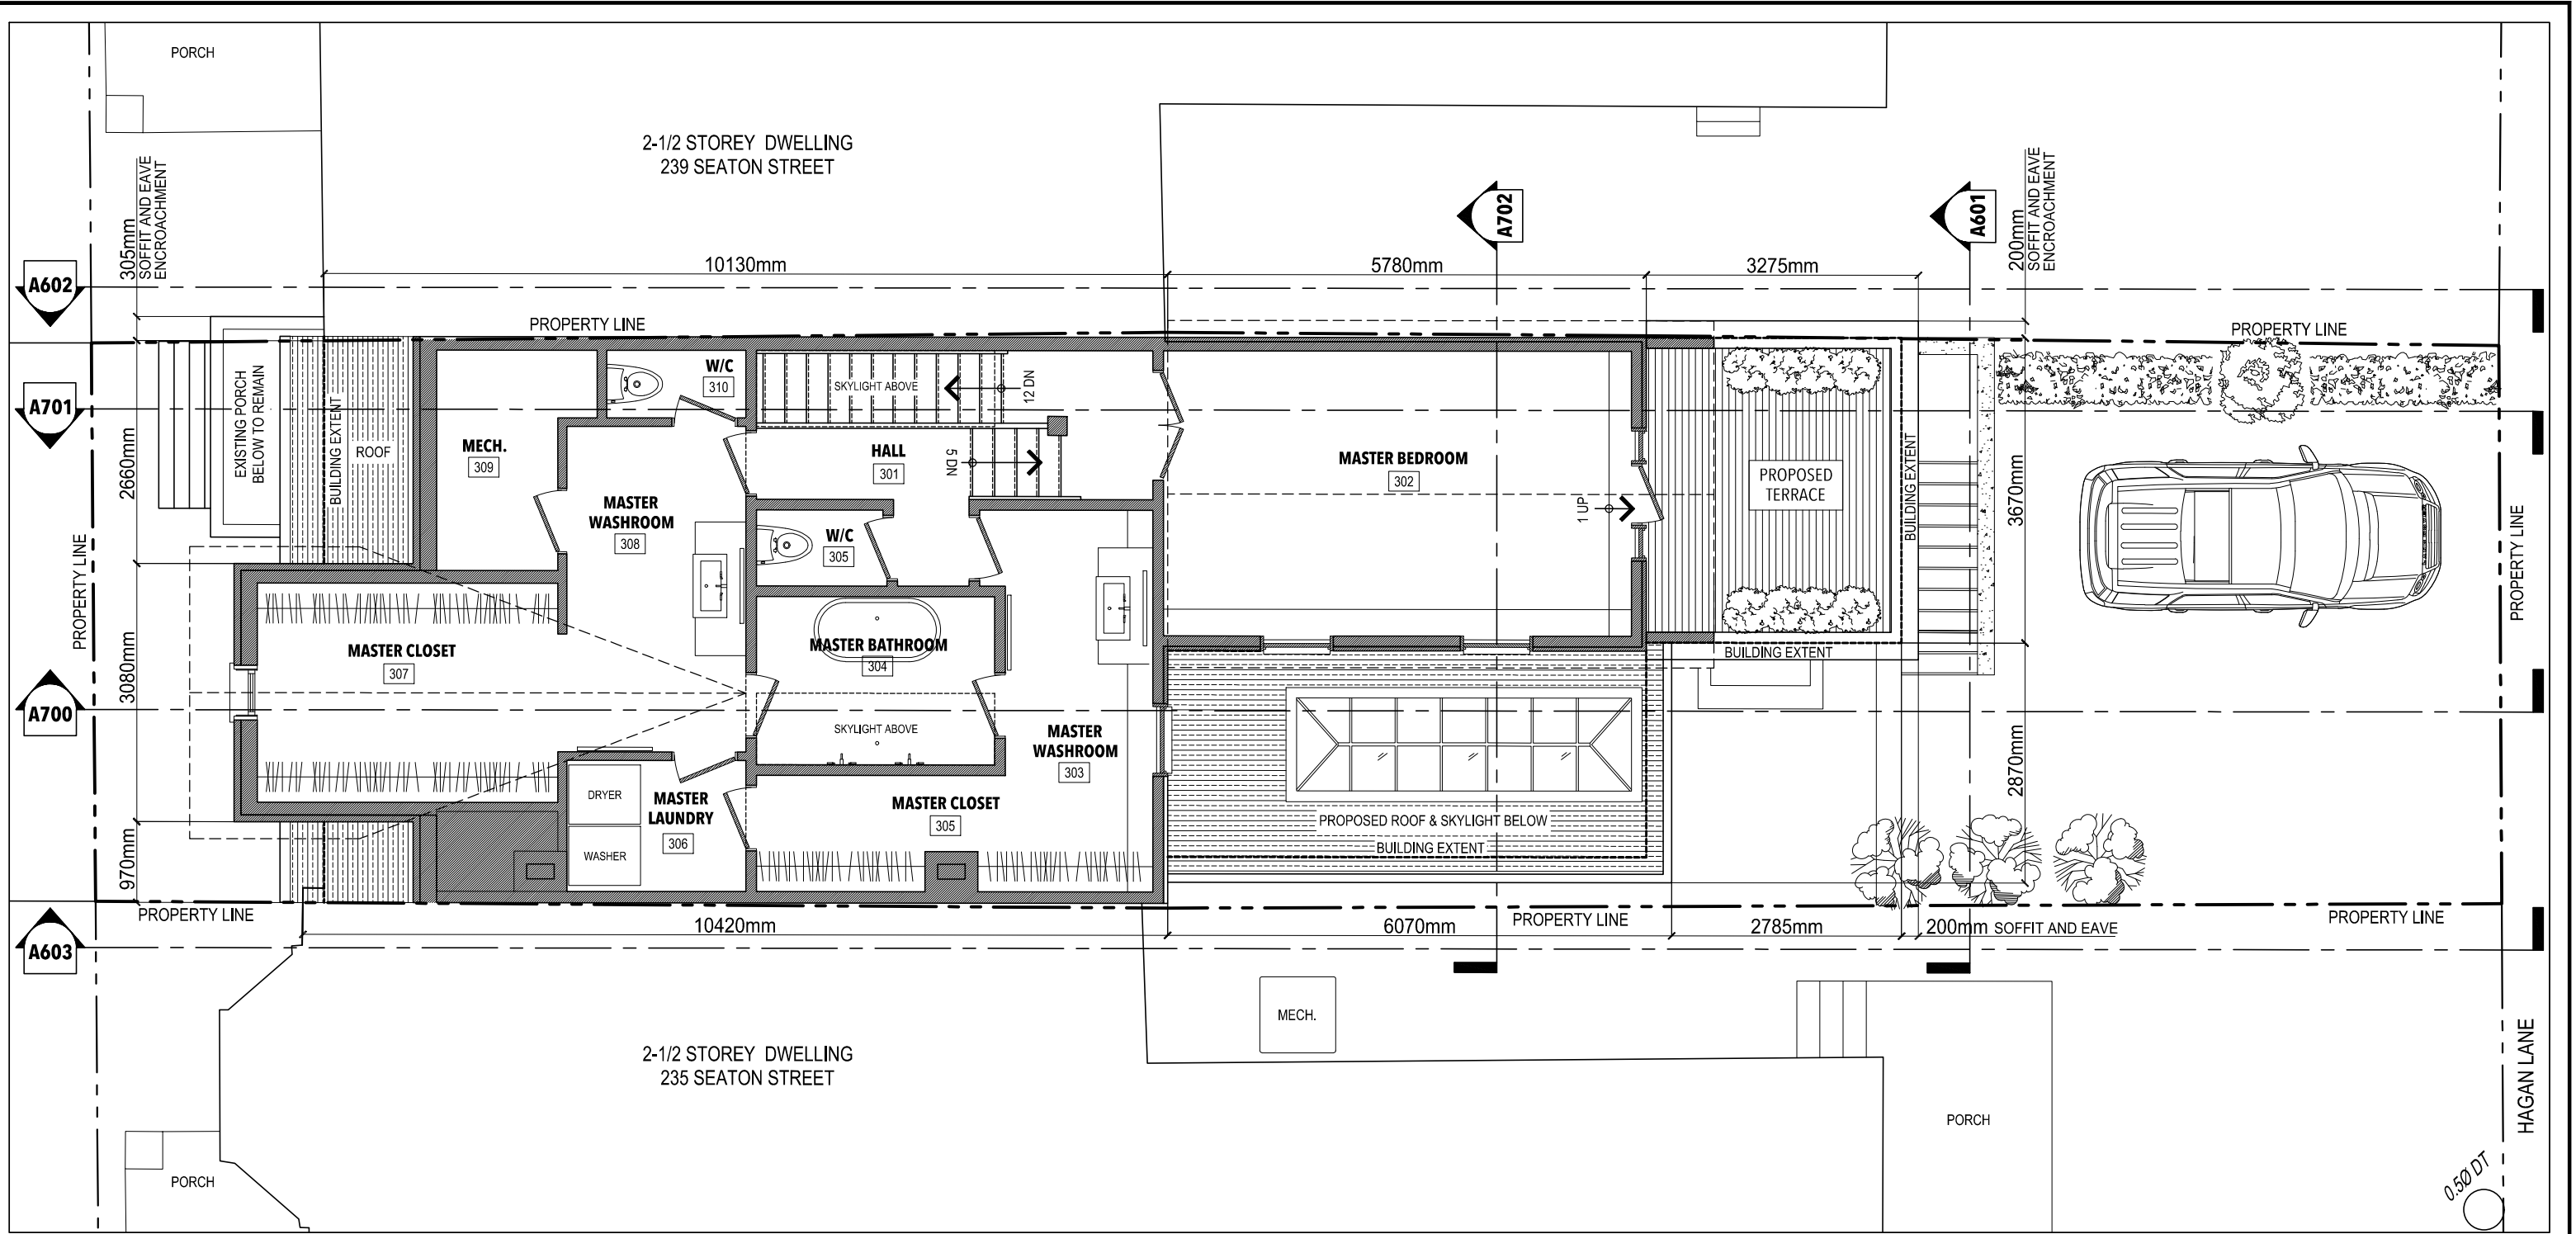 PORCH
2-1/2 STOREY DWELLING
239 SEATON STREET
305mm
SOFFIT AND EAVE
ENCROACHMENT
A702
A601
200mm
SOFFIT AND EAVE
ENCROACHMENT
10130mm
5780mm
3275mm
A602
PROPERTY LINE
PROPERTY LINE
A701
EXISTING PORCH
BELOW TO REMAIN
BUILDING EXTENT
ROOF
2660mm
W/C
310
SKYLIGHT ABOVE
12 DN
MECH.
309
HALL
301
5 DN
MASTER BEDROOM
302
1 UP
PROPOSED
TERRACE
BUILDING EXTENT
3670mm
MASTER
WASHROOM
308
W/C
305
PROPERTY LINE
PROPERTY LINE
3080mm
MASTER CLOSET
307
MASTER BATHROOM
304
BUILDING EXTENT
A700
SKYLIGHT ABOVE
MASTER
WASHROOM
303
2870mm
DRYER
WASHER
MASTER
LAUNDRY
306
MASTER CLOSET
305
PROPOSED ROOF & SKYLIGHT BELOW
BUILDING EXTENT
970mm
PROPERTY LINE
10420mm
6070mm
PROPERTY LINE
2785mm
200mm SOFFIT AND EAVE
PROPERTY LINE
A603
MECH.
2-1/2 STOREY DWELLING
235 SEATON STREET
PORCH
HAGAN LANE
PORCH
0.5Ø DT